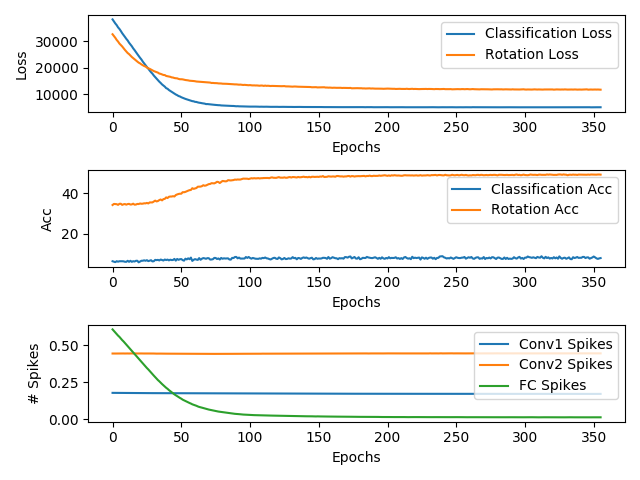 Loss
30000
20000
10000
Classification Loss
Rotation Loss
0 50 100 150 200 250 300 350
Epochs
Acc
40
20
Classification Acc
Rotation Acc
0 50 100 150 200 250 300 350
Epochs
# Spikes
0.50
0.25
0.00
Conv1 Spikes
Conv2 Spikes
FC Spikes
0 50 100 150 200 250 300 350
Epochs